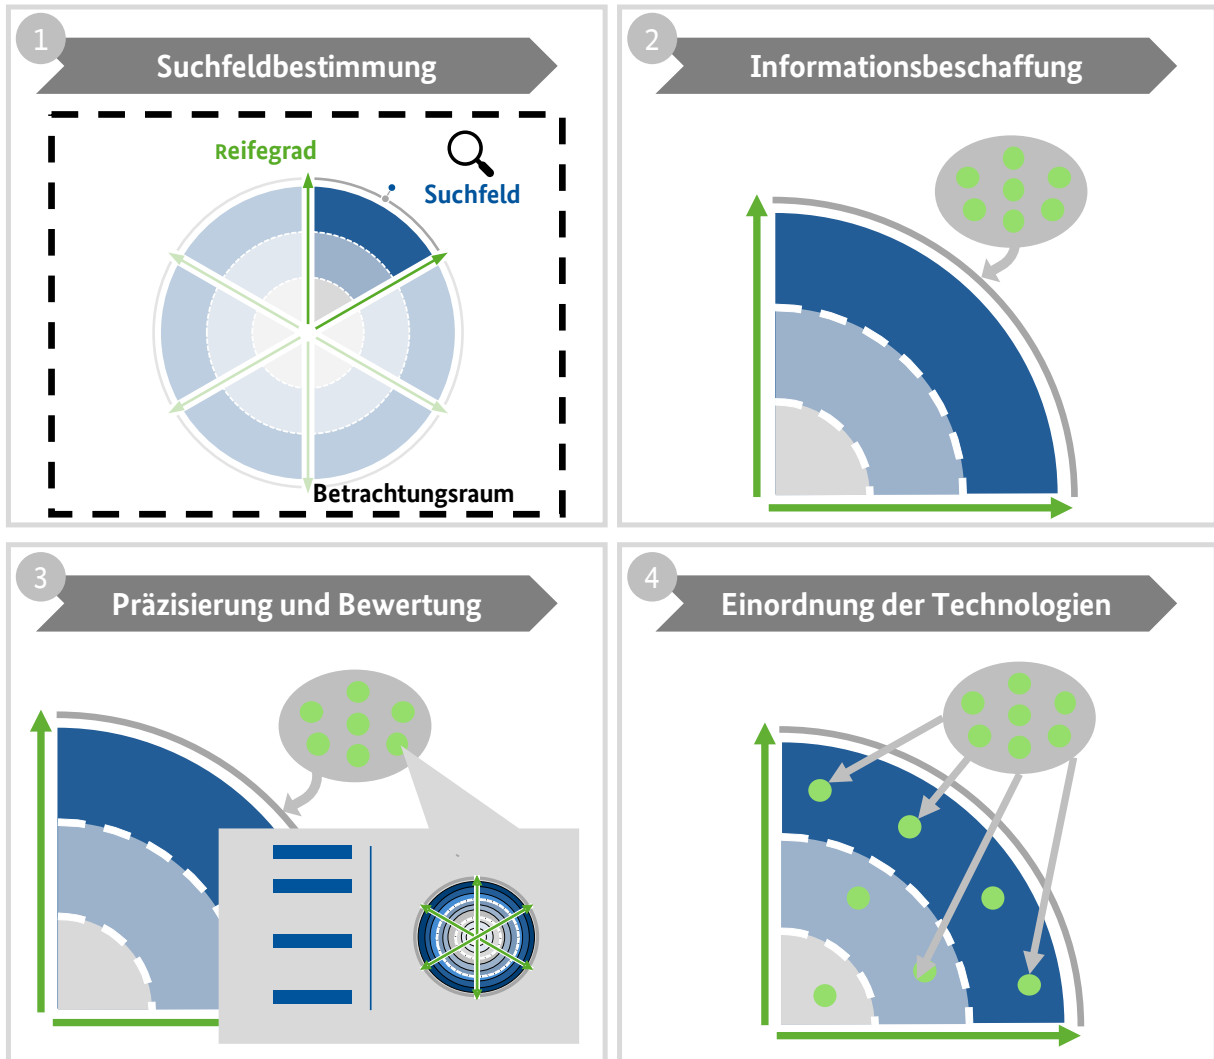 1
Suchfeldbestimmung
Reifegrad
Suchfeld
Betrachtungsraum
2
Informationsbeschaffung
3
Präzisierung und Bewertung
4
Einordnung der Technologien